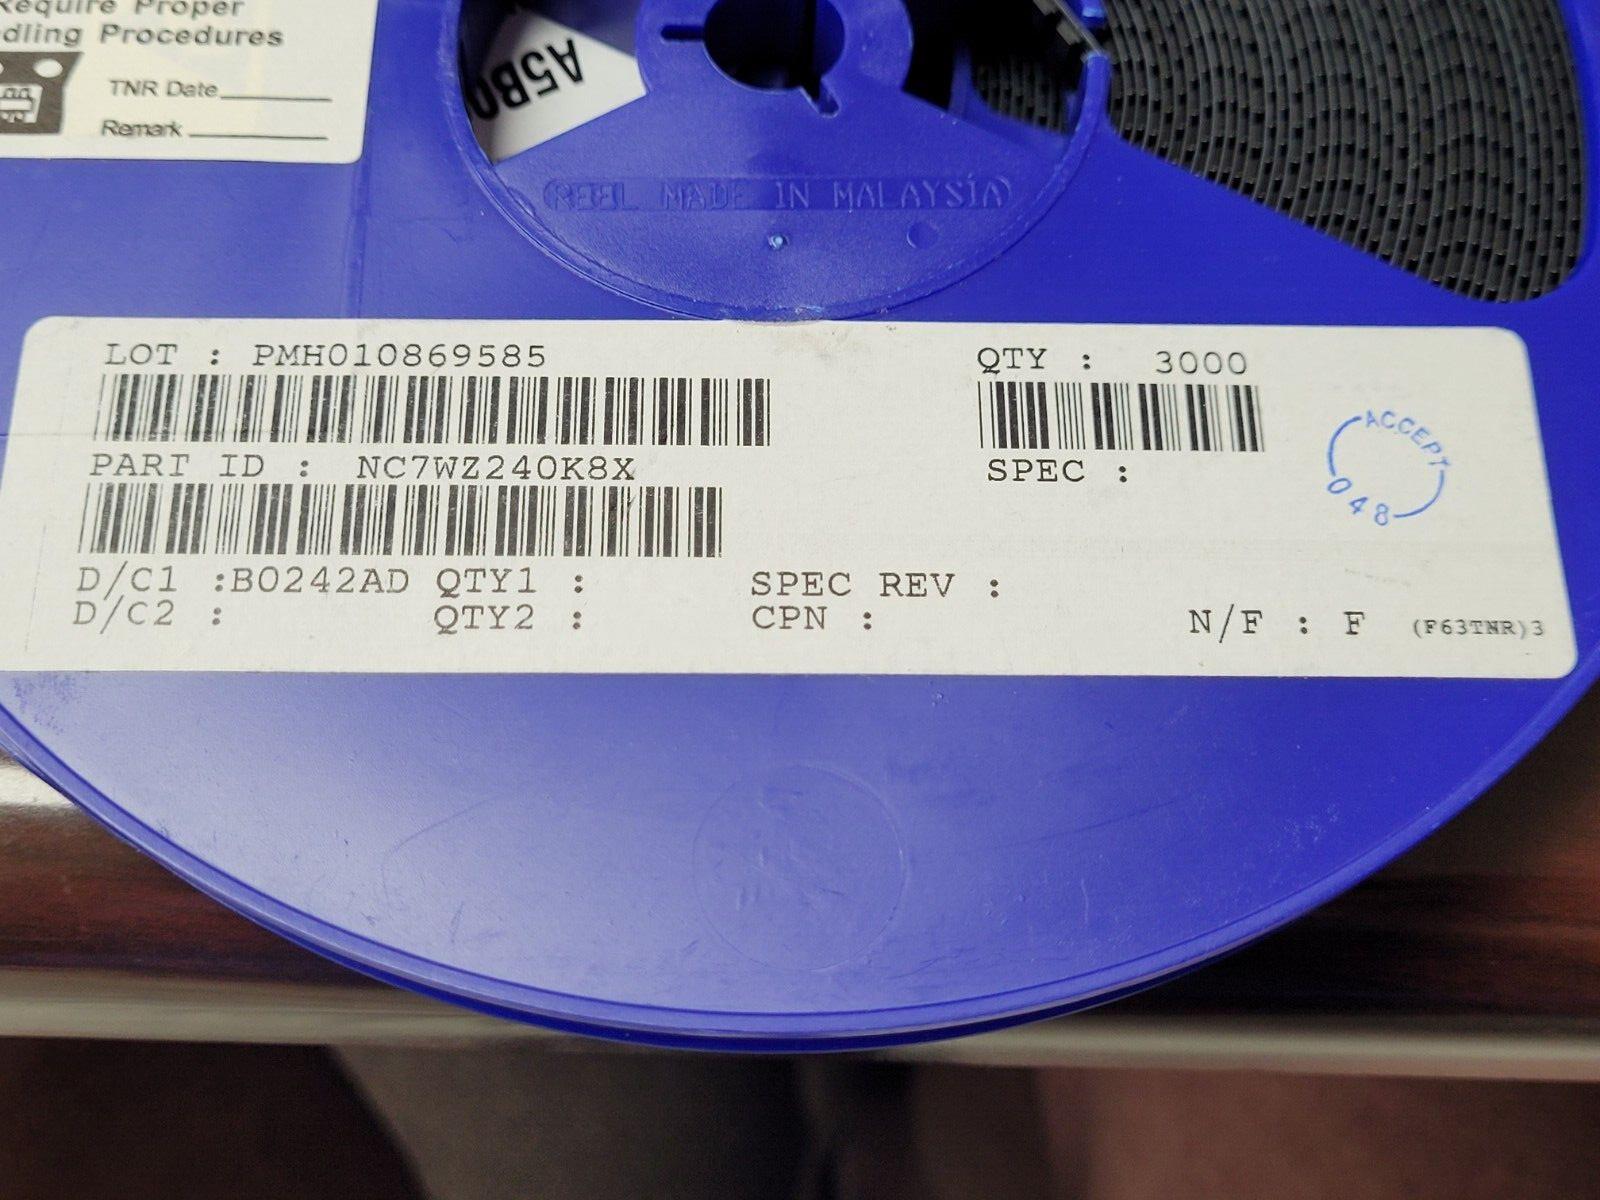 Require Proper
dling Procedures
TNR Date
Remark
A5B0
REEL MADE IN MALAYSIA
LOT : PMH010869585
QTY : 3000
PART ID : NC7WZ240K8X
SPEC :
ACCEPT
048
D/C1 :B0242AD QTY1 : SPEC REV :
D/C2 : QTY2 : CPN : N/F : F (F63TNR)3